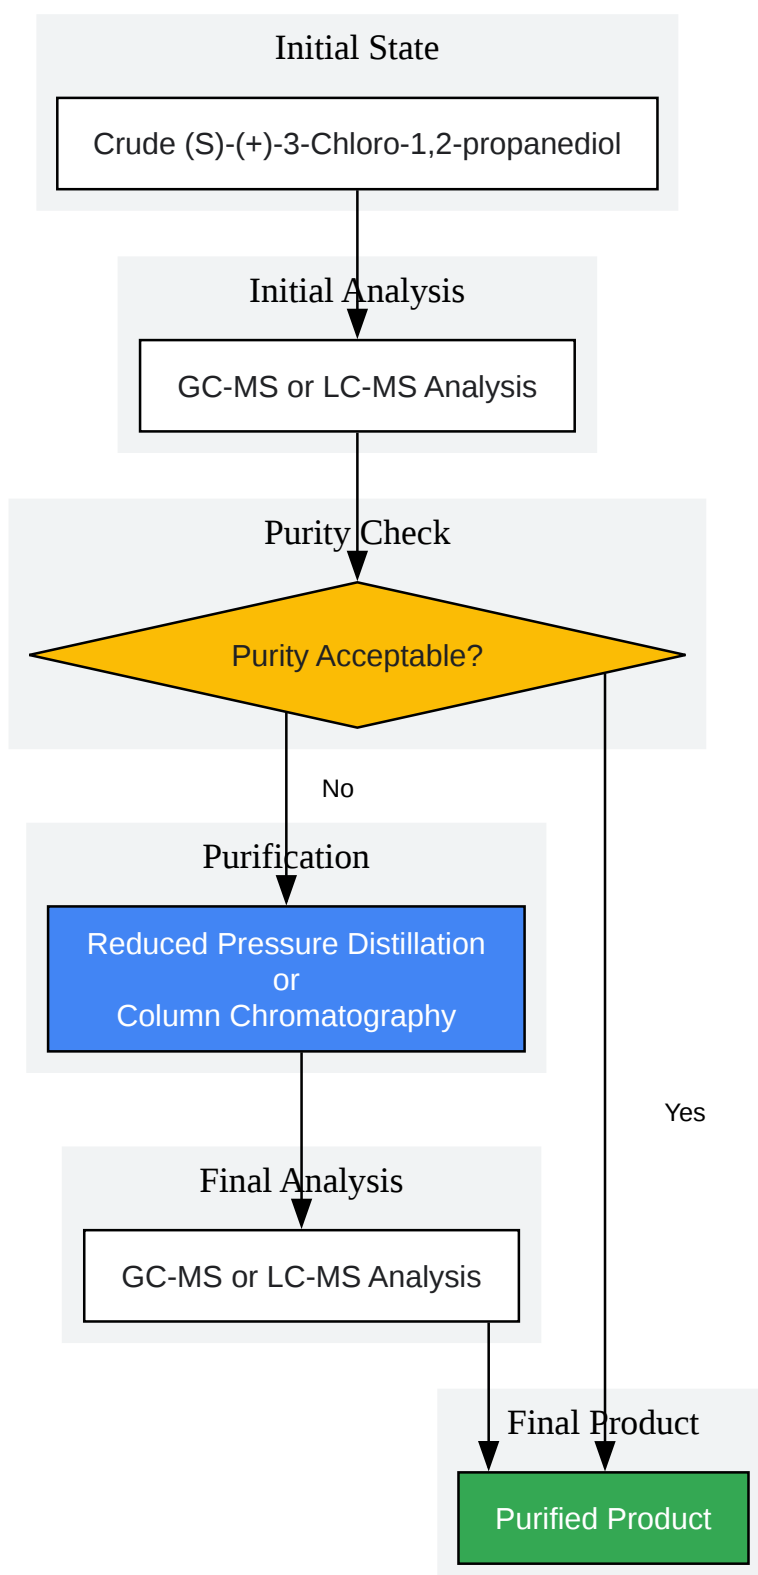 Initial State
Crude (S)-(+)-3-Chloro-1,2-propanediol
Initial Analysis
GC-MS or LC-MS Analysis
Purity Check
Purity Acceptable?
No
Purification
Reduced Pressure Distillation
or
Column Chromatography
Yes
Final Analysis
GC-MS or LC-MS Analysis
Final Product
Purified Product